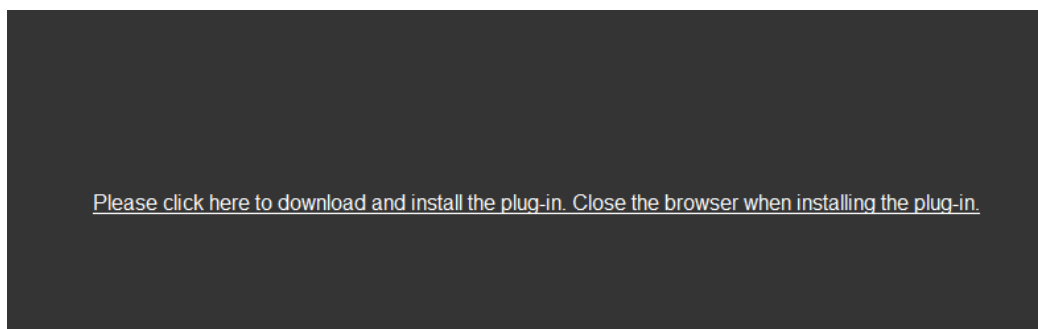 Please click here to download and install the plug-in. Close the browser when installing the plug-in.